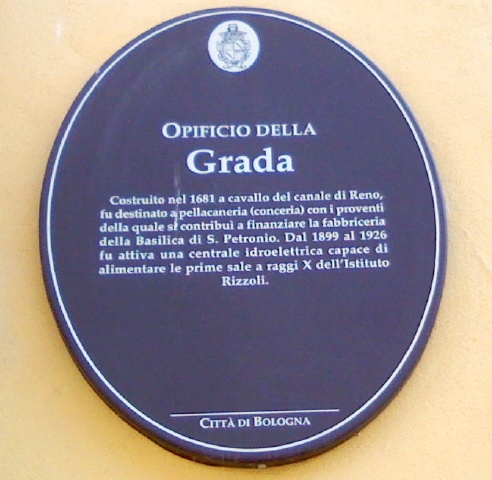 OPIFICIO DELLA
Grada
Costruito nel 1681 a cavallo del canale di Reno,
fu destinato a pellacaneria (conceria) con i proventi
della quale si contribuì a finanziare la fabbriceria
della Basilica di S. Petronio. Dal 1899 al 1926
fu attiva una centrale idroelettrica capace di
alimentare le prime sale a raggi X dell'Istituto
Rizzoli.
CITTÀ DI BOLOGNA